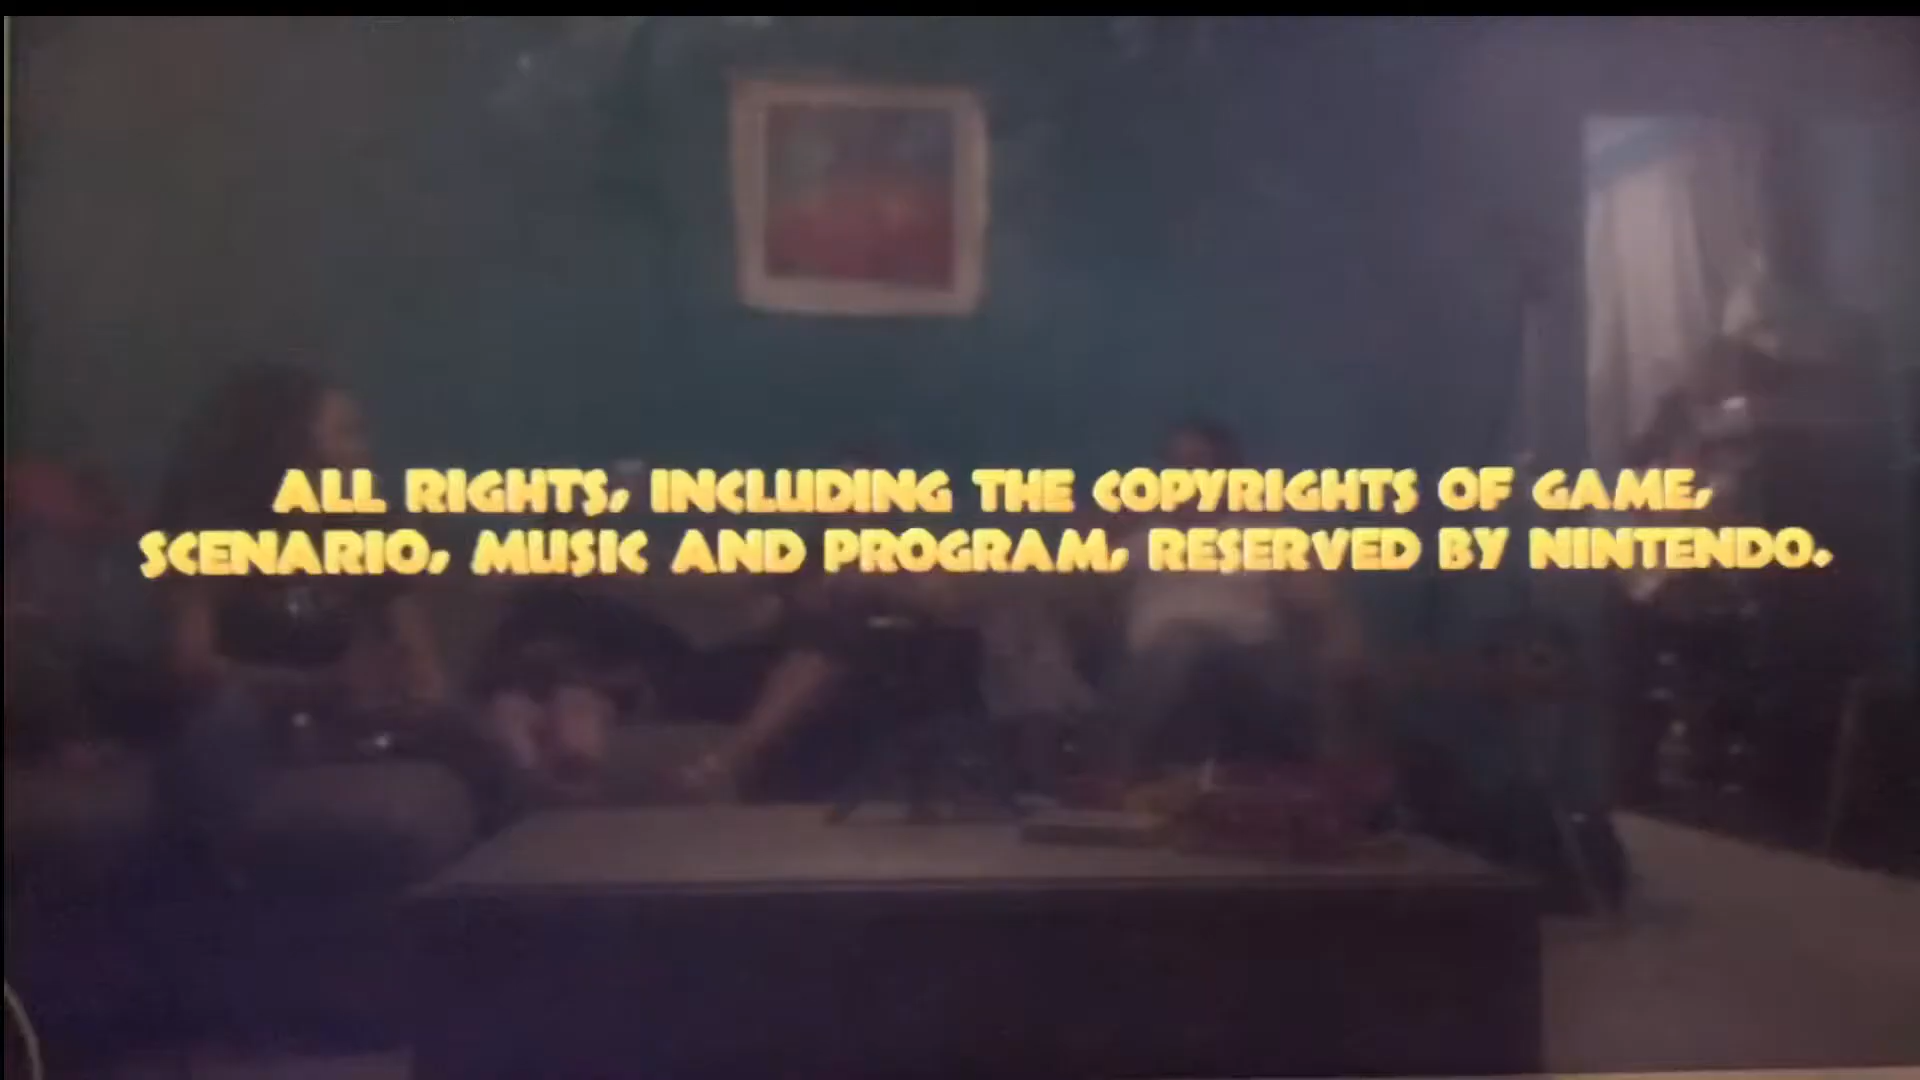 ALL RIGHTS, INCLUDING THE COPYRIGHTS OF GAME,
SCENARIO, MUSIC AND PROGRAM, RESERVED BY NINTENDO.